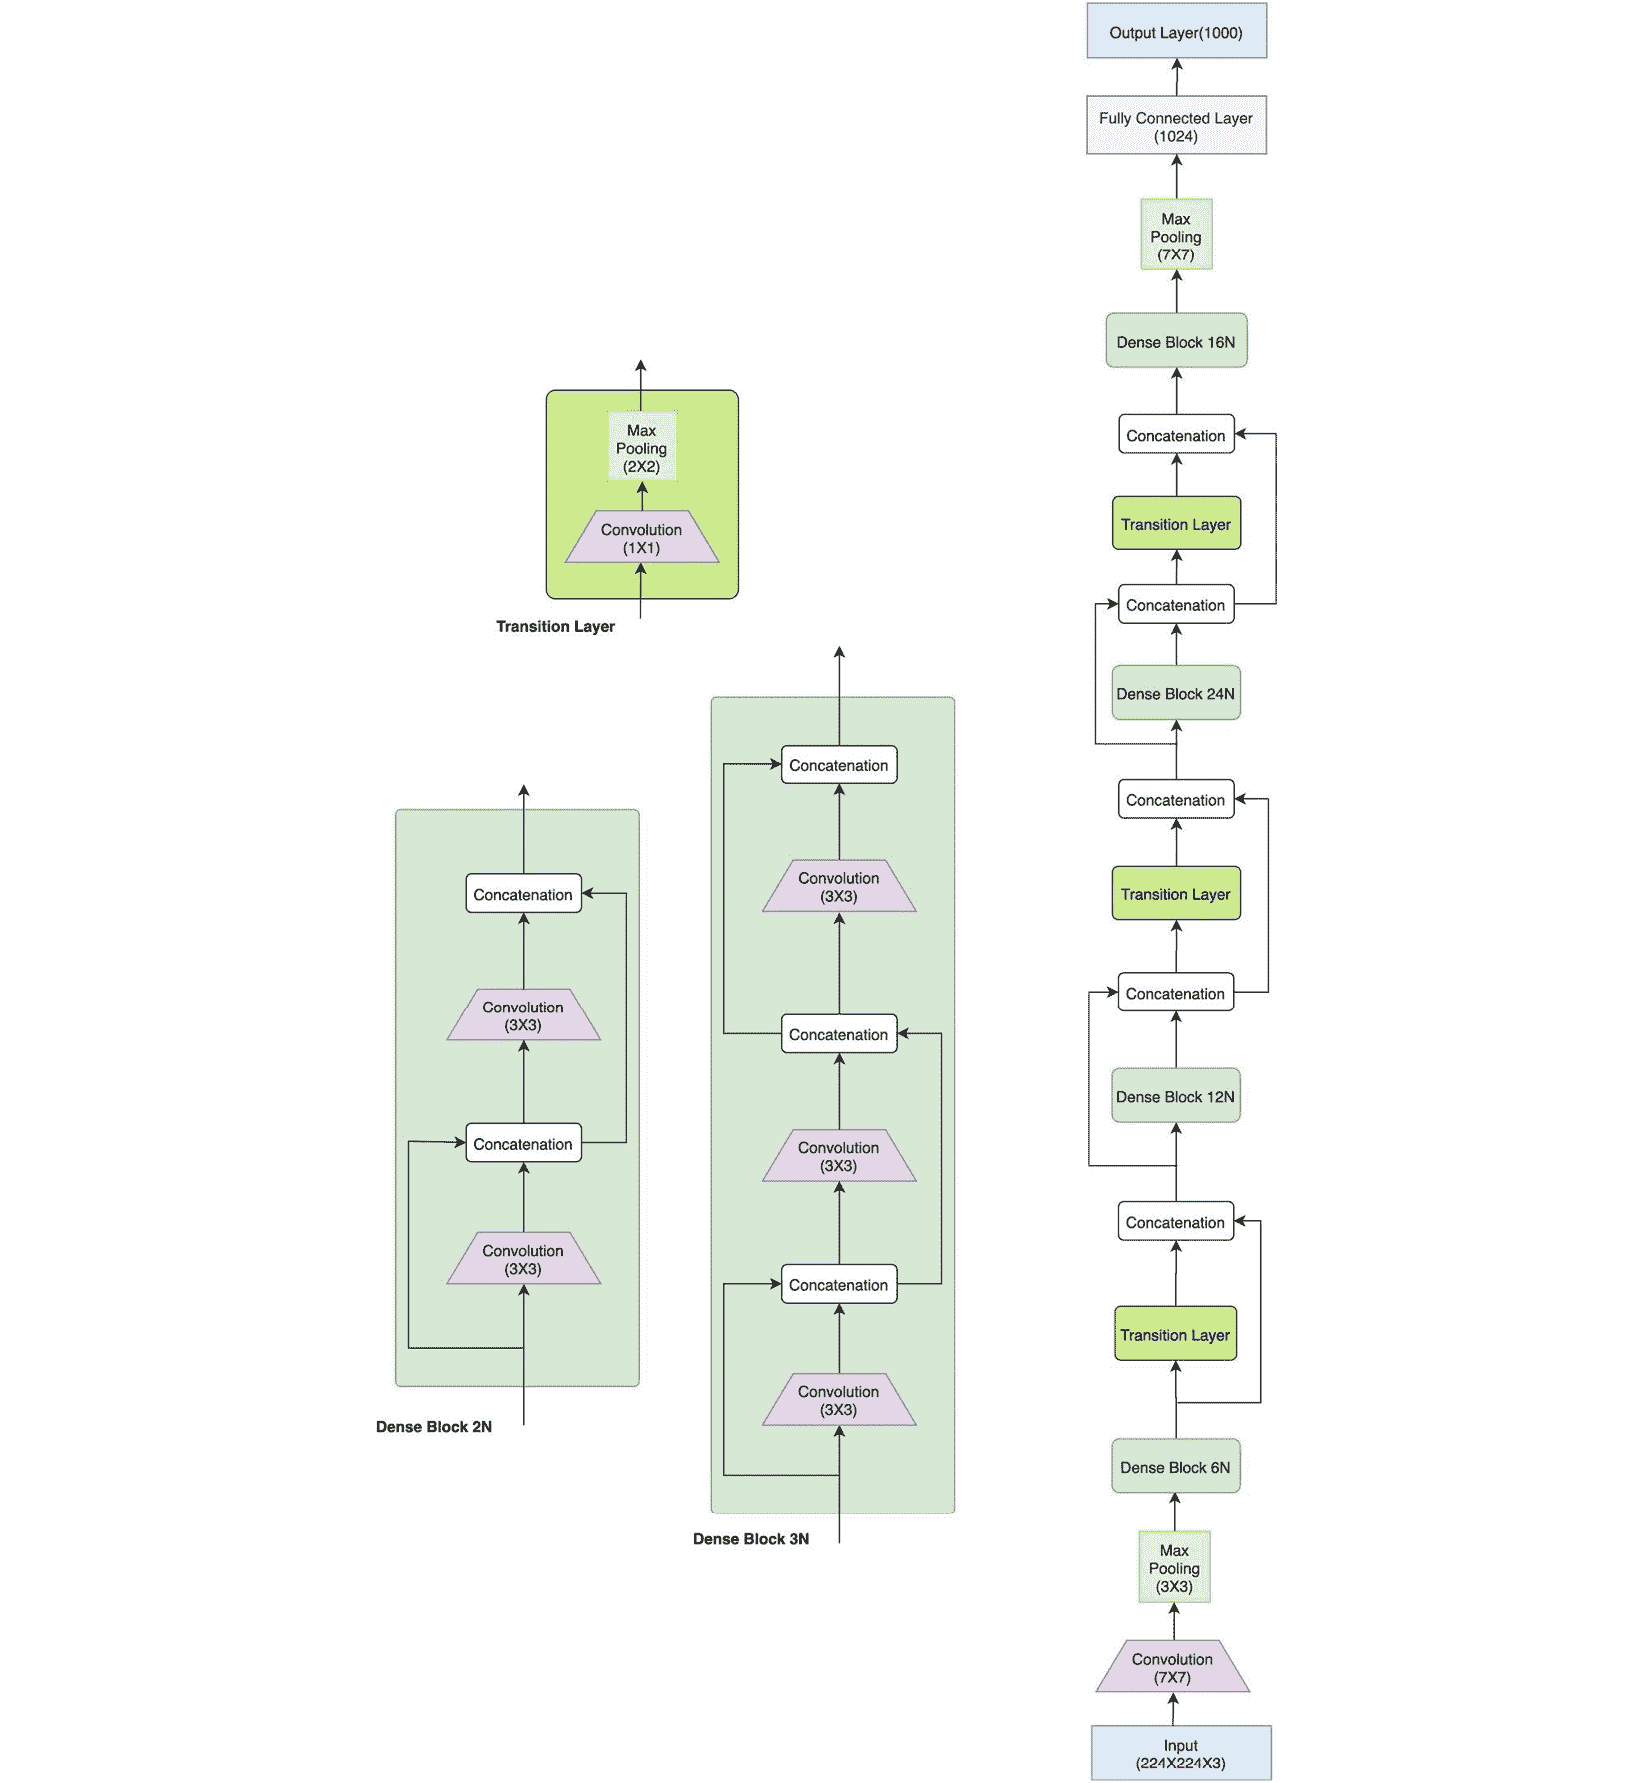 Output Layer(1000)
Fully Connected Layer
(1024)
Max
Pooling
(7X7)
Dense Block 16N
Concatenation
Transition Layer
Concatenation
Dense Block 24N
Concatenation
Transition Layer
Concatenation
Dense Block 12N
Concatenation
Transition Layer
Dense Block 6N
Max
Pooling
(3X3)
Convolution
(7X7)
Input
(224X224X3)
Max
Pooling
(2X2)
Convolution
(1X1)
Transition Layer
Concatenation
Convolution
(3X3)
Concatenation
Convolution
(3X3)
Dense Block 2N
Concatenation
Convolution
(3X3)
Concatenation
Convolution
(3X3)
Concatenation
Convolution
(3X3)
Dense Block 3N